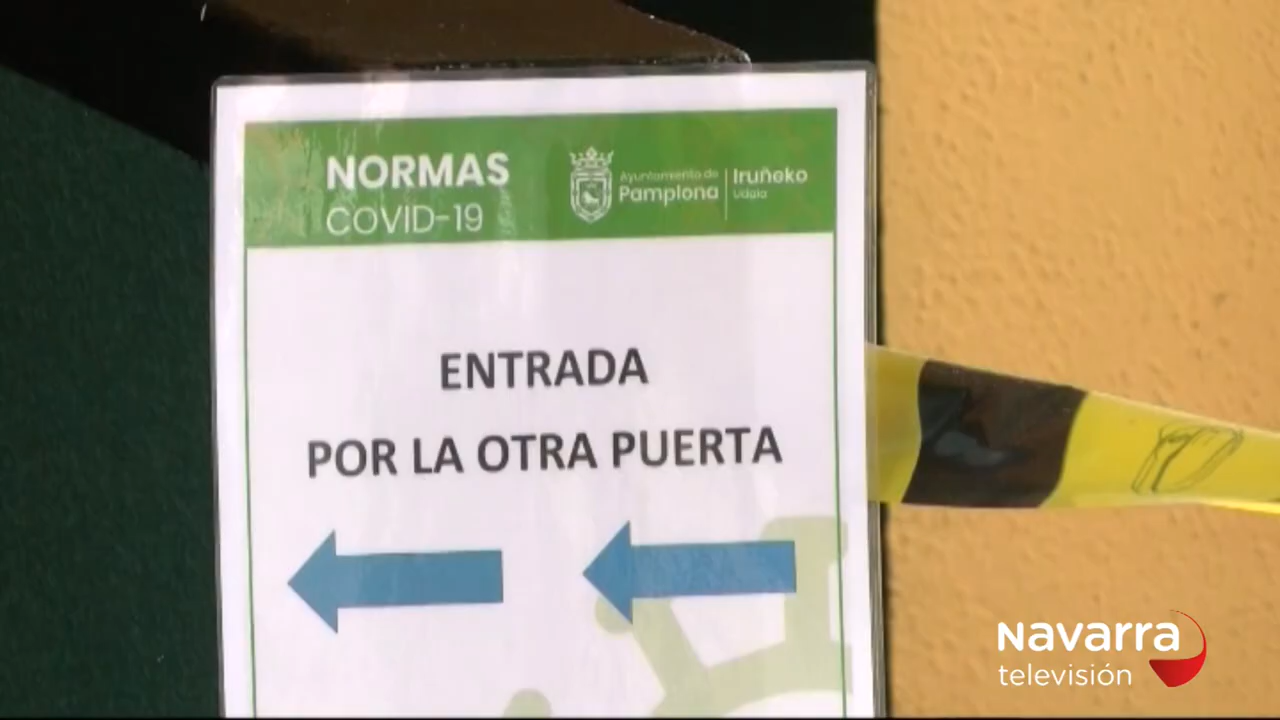 NORMAS
COVID-19
Ayuntamiento de
Pamplona
Iruñeko
Udala
ENTRADA
POR LA OTRA PUERTA
Navarra
televisión